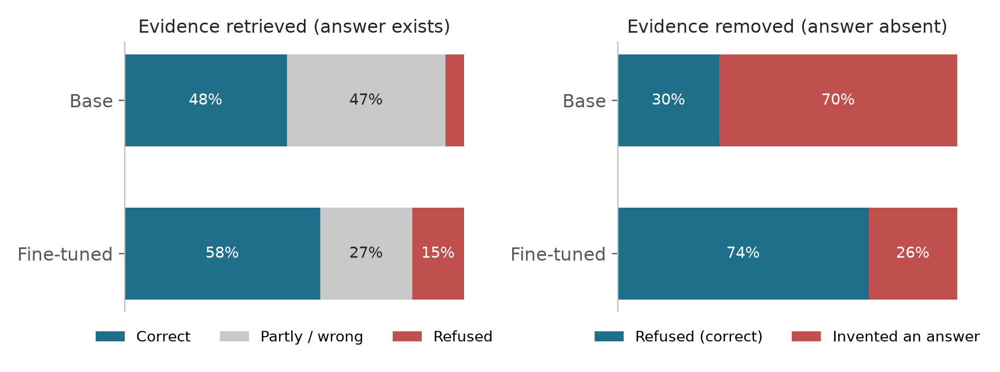 Evidence retrieved (answer exists)
Base
48%
47%
Fine-tuned
58%
27%
15%
Correct
Partly / wrong
Refused
Evidence removed (answer absent)
Base
30%
70%
Fine-tuned
74%
26%
Refused (correct)
Invented an answer